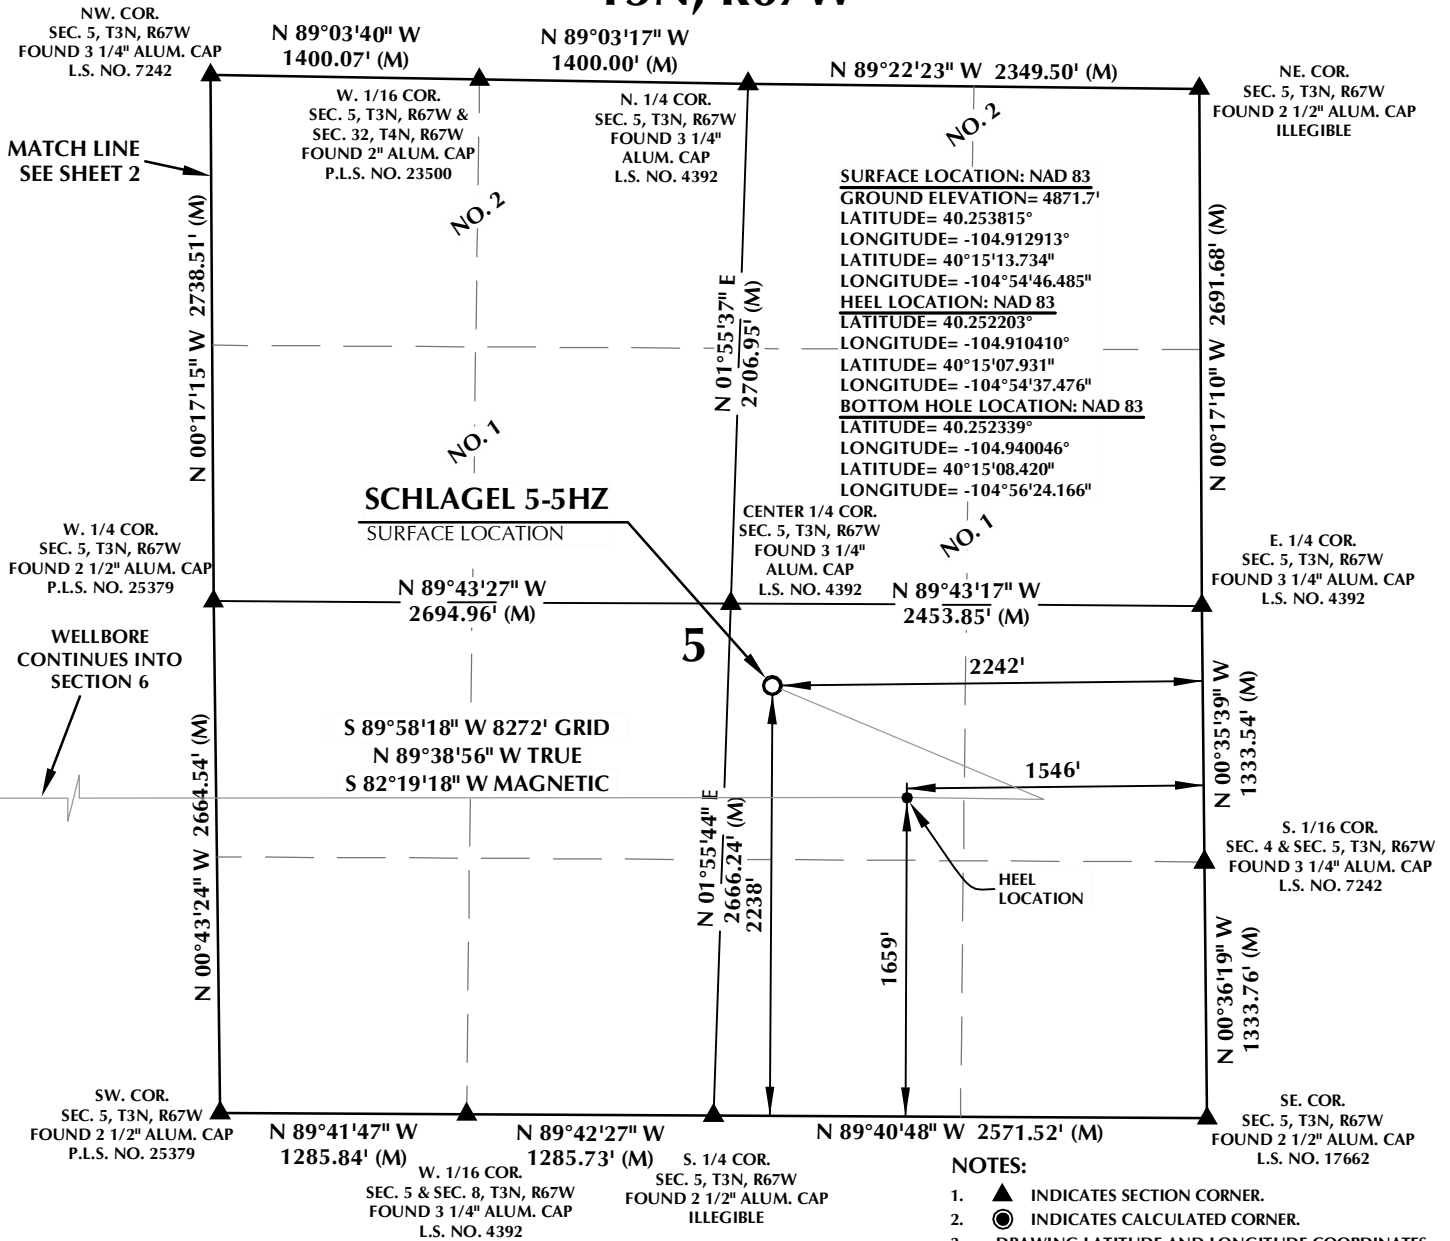 T3N, R67W
NW. COR.
SEC. 5, T3N, R67W
FOUND 3 1/4" ALUM. CAP
L.S. NO. 7242
N 89°03'40" W
1400.07' (M)
N 89°03'17" W
1400.00' (M)
N 89°22'23" W 2349.50' (M)
NE. COR.
SEC. 5, T3N, R67W
FOUND 2 1/2" ALUM. CAP
ILLEGIBLE
W. 1/16 COR.
SEC. 5, T3N, R67W &
SEC. 32, T4N, R67W
FOUND 2" ALUM. CAP
P.L.S. NO. 23500
N. 1/4 COR.
SEC. 5, T3N, R67W
FOUND 3 1/4"
ALUM. CAP
L.S. NO. 4392
NO. 2
MATCH LINE
SEE SHEET 2
NO. 2
SURFACE LOCATION: NAD 83
GROUND ELEVATION= 4871.7'
LATITUDE= 40.253815°
LONGITUDE= -104.912913°
LATITUDE= 40°15'13.734"
LONGITUDE= -104°54'46.485"
HEEL LOCATION: NAD 83
LATITUDE= 40.252203°
LONGITUDE= -104.910410°
LATITUDE= 40°15'07.931"
LONGITUDE= -104°54'37.476"
BOTTOM HOLE LOCATION: NAD 83
LATITUDE= 40.252339°
LONGITUDE= -104.940046°
LATITUDE= 40°15'08.420"
LONGITUDE= -104°56'24.166"
N 00°17'15" W 2738.51' (M)
N 01°55'37" E
2706.95' (M)
N 00°17'10" W 2691.68' (M)
NO. 1
NO. 1
SCHLAGEL 5-5HZ
SURFACE LOCATION
W. 1/4 COR.
SEC. 5, T3N, R67W
FOUND 2 1/2" ALUM. CAP
P.L.S. NO. 25379
CENTER 1/4 COR.
SEC. 5, T3N, R67W
FOUND 3 1/4"
ALUM. CAP
L.S. NO. 4392
E. 1/4 COR.
SEC. 5, T3N, R67W
FOUND 3 1/4" ALUM. CAP
L.S. NO. 4392
N 89°43'27" W
2694.96' (M)
N 89°43'17" W
2453.85' (M)
5
WELLBORE
CONTINUES INTO
SECTION 6
2242'
S 89°58'18" W 8272' GRID
N 89°38'56" W TRUE
S 82°19'18" W MAGNETIC
1546'
N 00°35'39" W
1333.54' (M)
N 00°43'24" W 2664.54' (M)
N 01°55'44" E
2666.24' (M)
2238'
S. 1/16 COR.
SEC. 4 & SEC. 5, T3N, R67W
FOUND 3 1/4" ALUM. CAP
L.S. NO. 7242
HEEL
LOCATION
1659'
N 00°36'19" W
1333.76' (M)
SW. COR.
SEC. 5, T3N, R67W
FOUND 2 1/2" ALUM. CAP
P.L.S. NO. 25379
N 89°41'47" W
1285.84' (M)
N 89°42'27" W
1285.73' (M)
N 89°40'48" W 2571.52' (M)
SE. COR.
SEC. 5, T3N, R67W
FOUND 2 1/2" ALUM. CAP
L.S. NO. 17662
W. 1/16 COR.
SEC. 5 & SEC. 8, T3N, R67W
FOUND 3 1/4" ALUM. CAP
L.S. NO. 4392
S. 1/4 COR.
SEC. 5, T3N, R67W
FOUND 2 1/2" ALUM. CAP
ILLEGIBLE
NOTES:
1. INDICATES SECTION CORNER.
2. INDICATES CALCULATED CORNER.
3. DRAWING LATITUDE AND LONGITUDE COORDINATES